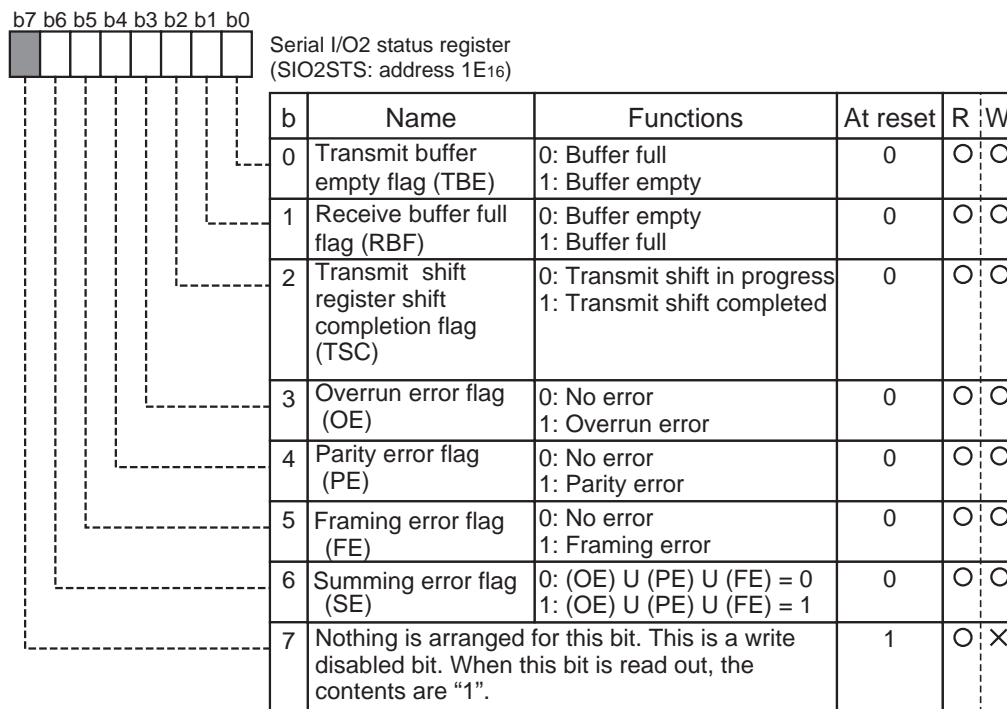 b7 b6 b5 b4 b3 b2 b1 b0
Serial I/O2 status register
(SIO2STS: address 1E16)
b Name Functions At reset R W
0 Transmit buffer empty flag (TBE) 0: Buffer full 0 O O
1: Buffer empty
1 Receive buffer full flag (RBF) 0: Buffer empty 0 O O
1: Buffer full
2 Transmit shift register shift completion flag (TSC) 0: Transmit shift in progress 0 O O
1: Transmit shift completed
3 Overrun error flag (OE) 0: No error 0 O O
1: Overrun error
4 Parity error flag (PE) 0: No error 0 O O
1: Parity error
5 Framing error flag (FE) 0: No error 0 O O
1: Framing error
6 Summing error flag (SE) 0: (OE) U (PE) U (FE) = 0 0 O O
1: (OE) U (PE) U (FE) = 1
7 Nothing is arranged for this bit. This is a write 1 O ×
disabled bit. When this bit is read out, the
contents are “1”.